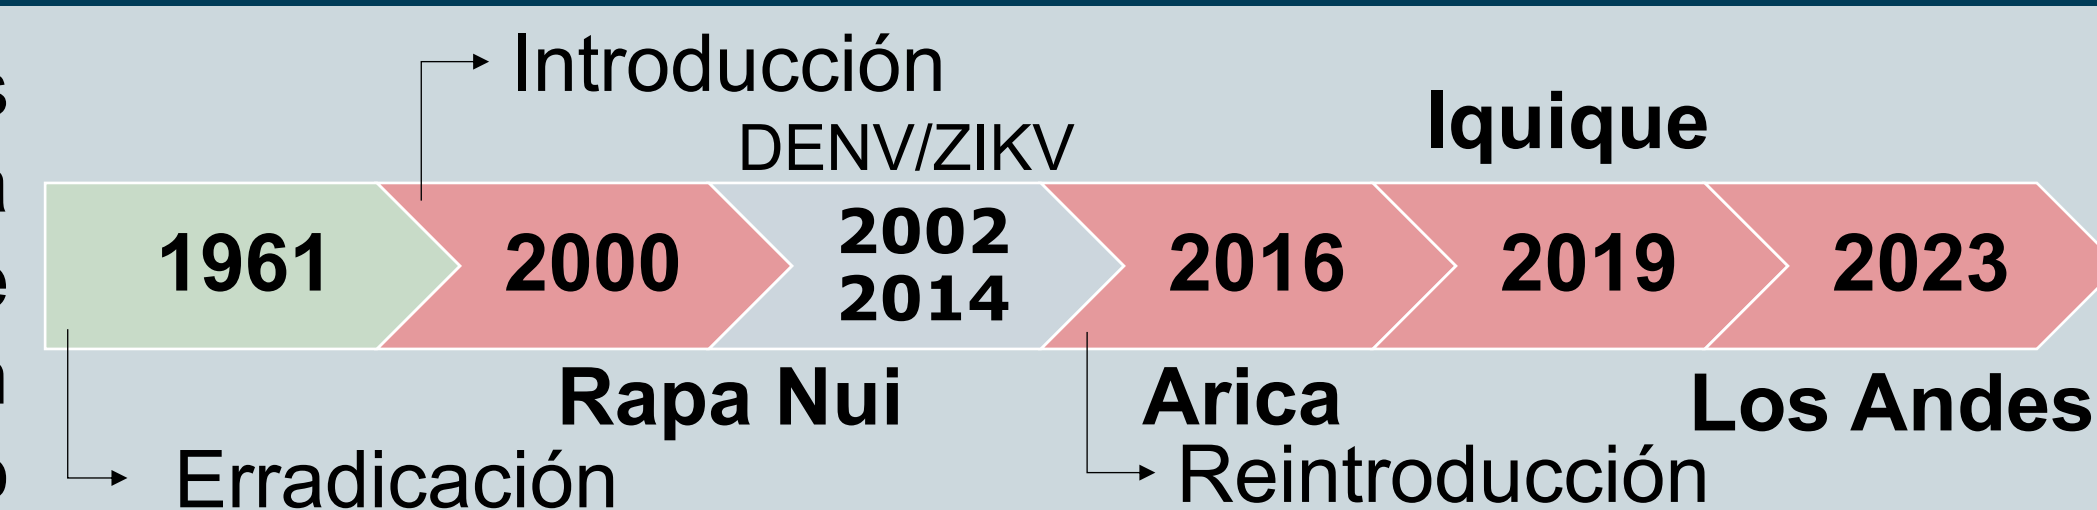 Introducción
DENV/ZIKV
Iquique
1961
2000
2002
2014
2016
2019
2023
Rapa Nui
Arica
Los Andes
Erradicación
Reintroducción